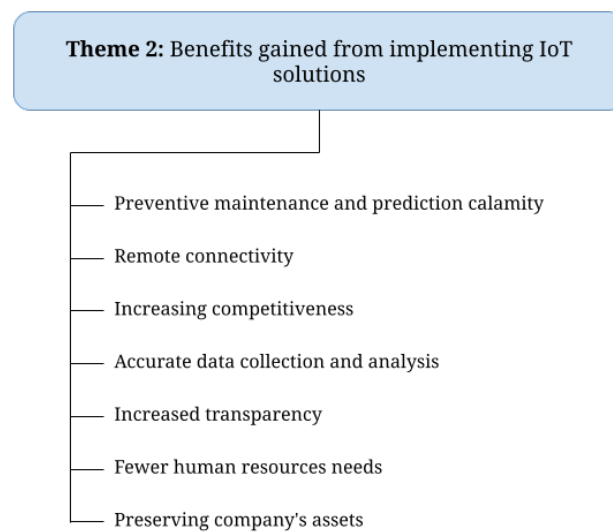 Theme 2: Benefits gained from implementing IoT
solutions
Preventive maintenance and prediction calamity
Remote connectivity
Increasing competitiveness
Accurate data collection and analysis
Increased transparency
Fewer human resources needs
Preserving company's assets